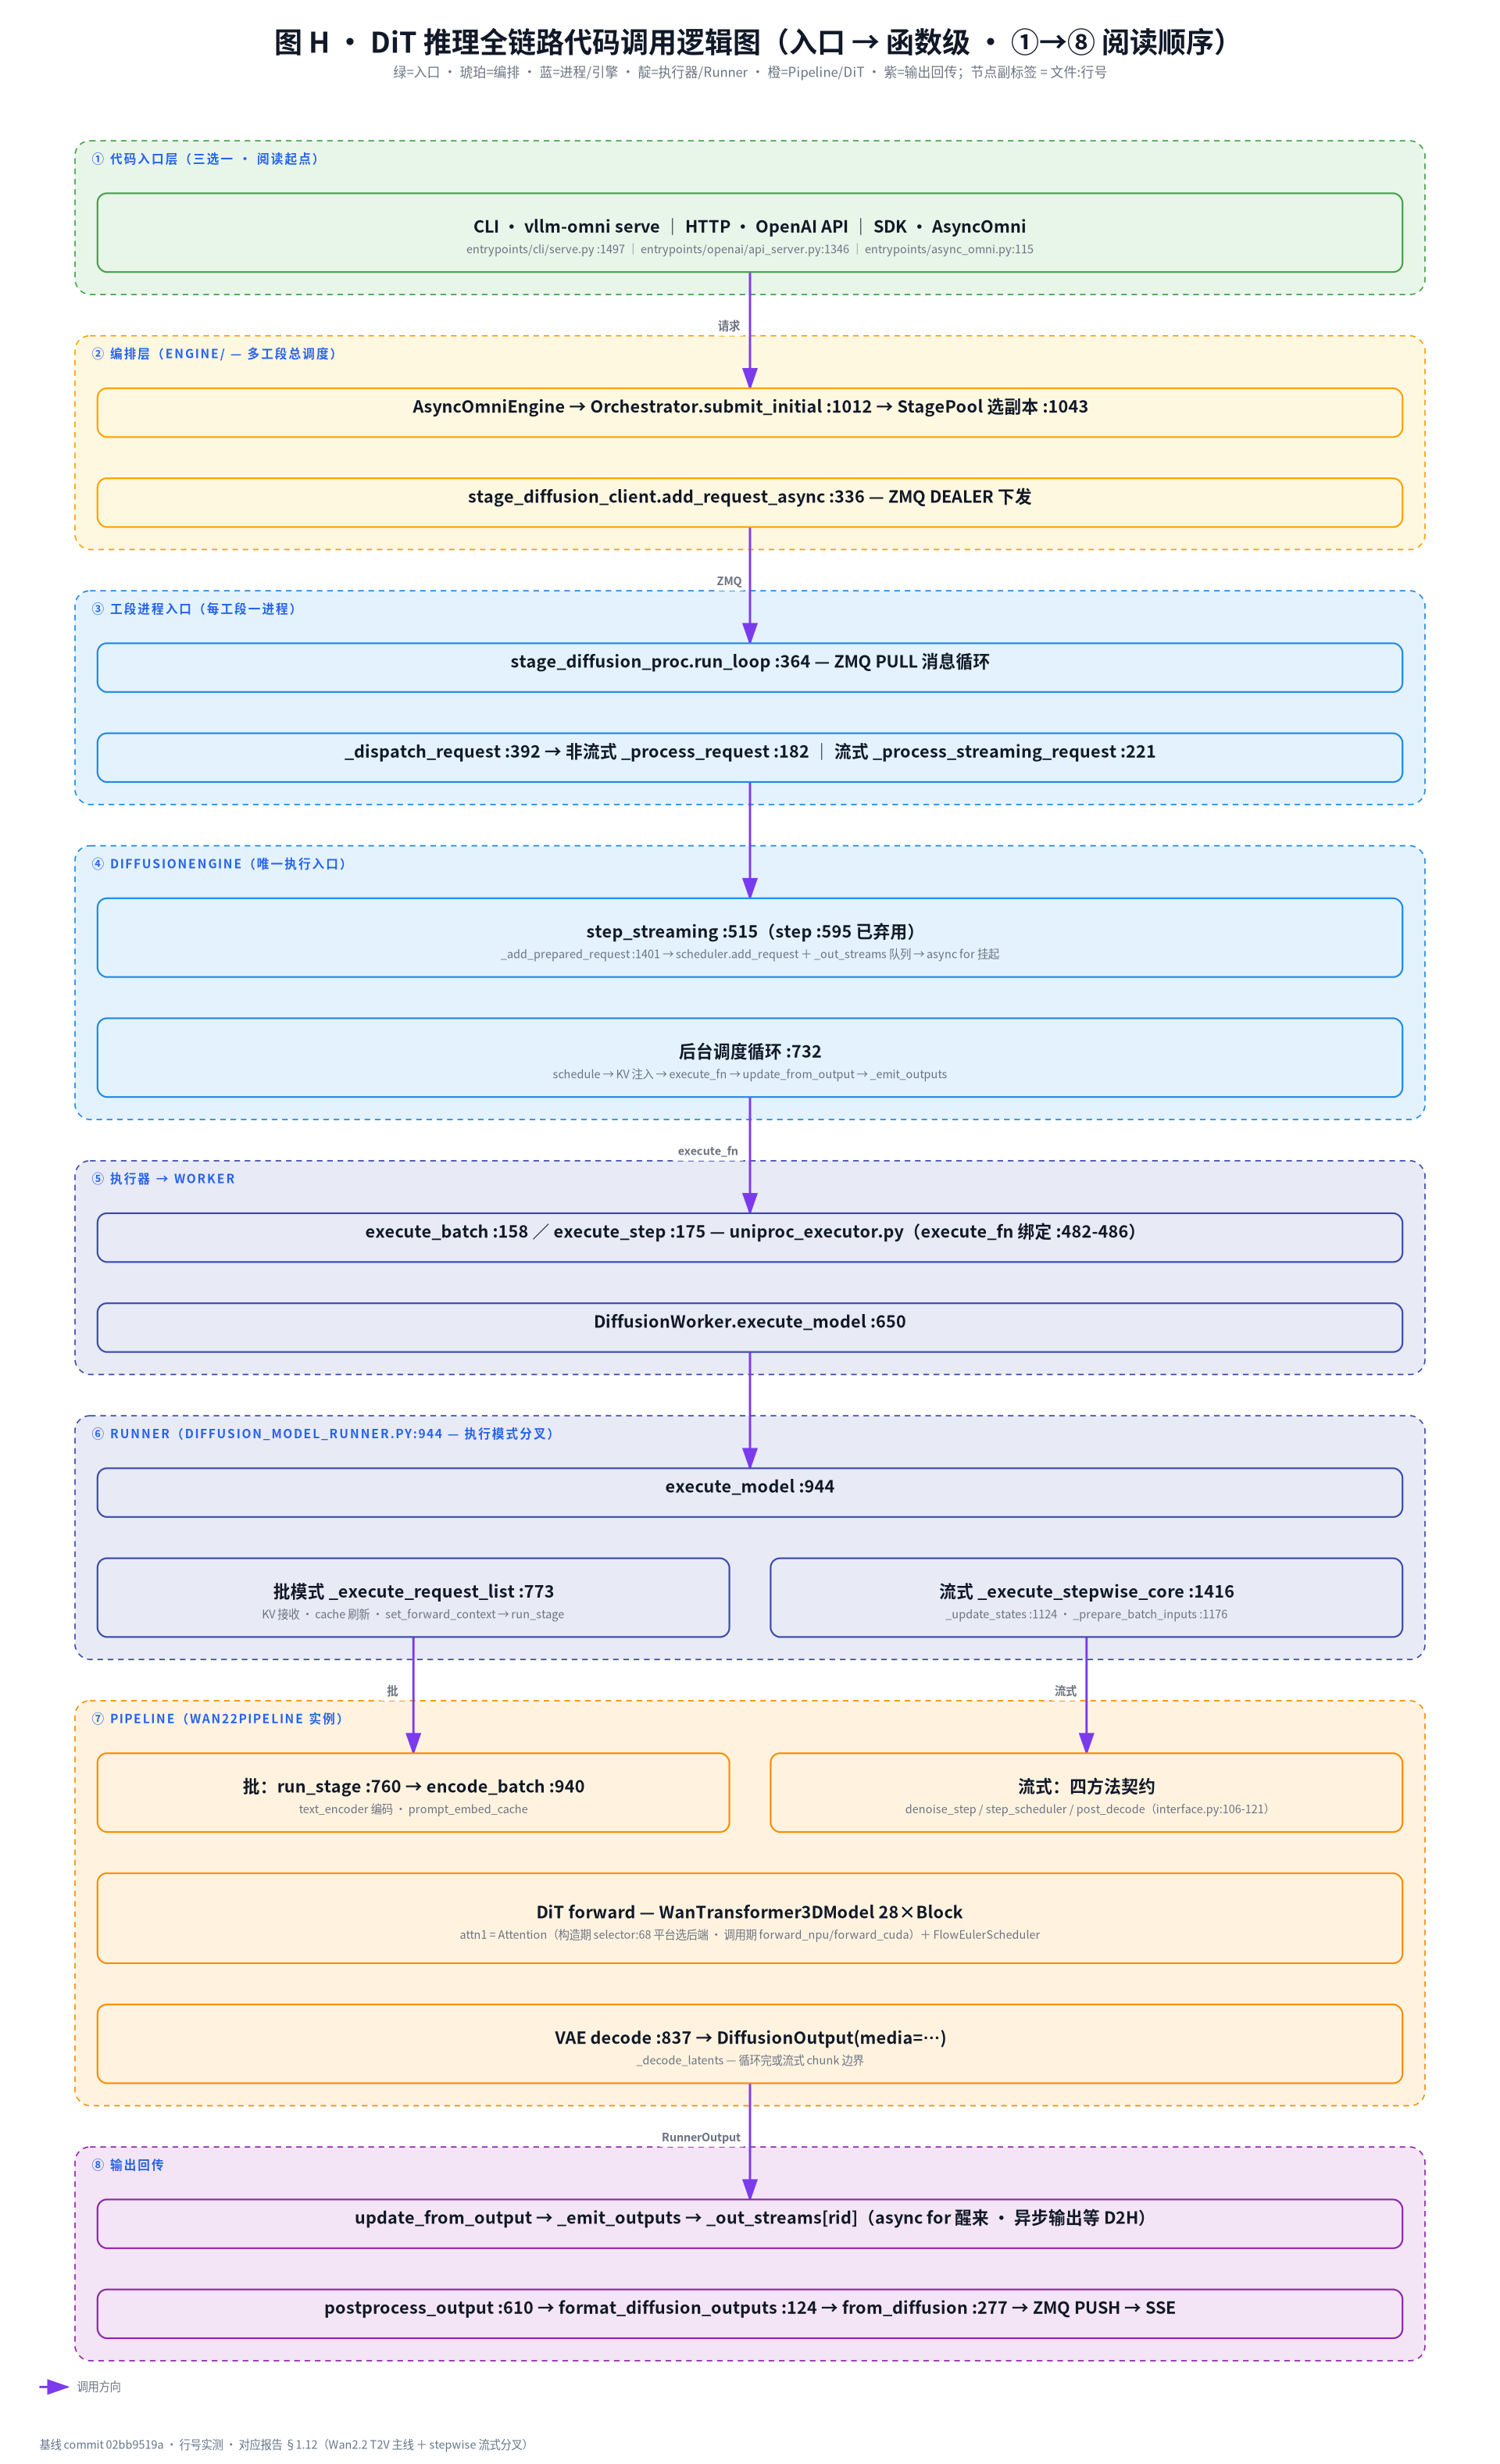 图 H · DiT 推理全链路代码调用逻辑图（入口 → 函数级 · ①→⑧ 阅读顺序）
绿=入口 · 琥珀=编排 · 蓝=进程/引擎 · 靛=执行器/Runner · 橙=Pipeline/DiT · 紫=输出回传；节点副标签 = 文件:行号
① 代码入口层（三选一 · 阅读起点）
CLI · vllm-omni serve ｜ HTTP · OpenAI API ｜ SDK · AsyncOmni
entrypoints/cli/serve.py :1497 ｜ entrypoints/openai/api_server.py:1346 ｜ entrypoints/async_omni.py:115
请求
② 编排层（ENGINE/ — 多工段总调度）
AsyncOmniEngine → Orchestrator.submit_initial :1012 → StagePool 选副本 :1043
stage_diffusion_client.add_request_async :336 — ZMQ DEALER 下发
ZMQ
③ 工段进程入口（每工段一进程）
stage_diffusion_proc.run_loop :364 — ZMQ PULL 消息循环
_dispatch_request :392 → 非流式 _process_request :182 ｜ 流式 _process_streaming_request :221
④ DIFFUSIONENGINE（唯一执行入口）
step_streaming :515（step :595 已弃用）
_add_prepared_request :1401 → scheduler.add_request ＋ _out_streams 队列 → async for 挂起
后台调度循环 :732
schedule → KV 注入 → execute_fn → update_from_output → _emit_outputs
execute_fn
⑤ 执行器 → WORKER
execute_batch :158 ／ execute_step :175 — uniproc_executor.py（execute_fn 绑定 :482-486）
DiffusionWorker.execute_model :650
⑥ RUNNER（DIFFUSION_MODEL_RUNNER.PY:944 — 执行模式分叉）
execute_model :944
批模式 _execute_request_list :773
KV 接收 · cache 刷新 · set_forward_context → run_stage
流式 _execute_stepwise_core :1416
_update_states :1124 · _prepare_batch_inputs :1176
批
流式
⑦ PIPELINE（WAN22PIPELINE 实例）
批：run_stage :760 → encode_batch :940
text_encoder 编码 · prompt_embed_cache
流式：四方法契约
denoise_step / step_scheduler / post_decode（interface.py:106-121）
DiT forward — WanTransformer3DModel 28×Block
attn1 = Attention（构造期 selector:68 平台选后端 · 调用期 forward_npu/forward_cuda）＋ FlowEulerScheduler
VAE decode :837 → DiffusionOutput(media=…)
_decode_latents — 循环完或流式 chunk 边界
RunnerOutput
⑧ 输出回传
update_from_output → _emit_outputs → _out_streams[rid]（async for 醒来 · 异步输出等 D2H）
postprocess_output :610 → format_diffusion_outputs :124 → from_diffusion :277 → ZMQ PUSH → SSE
调用方向
基线 commit 02bb9519a · 行号实测 · 对应报告 §1.12（Wan2.2 T2V 主线 ＋ stepwise 流式分叉）